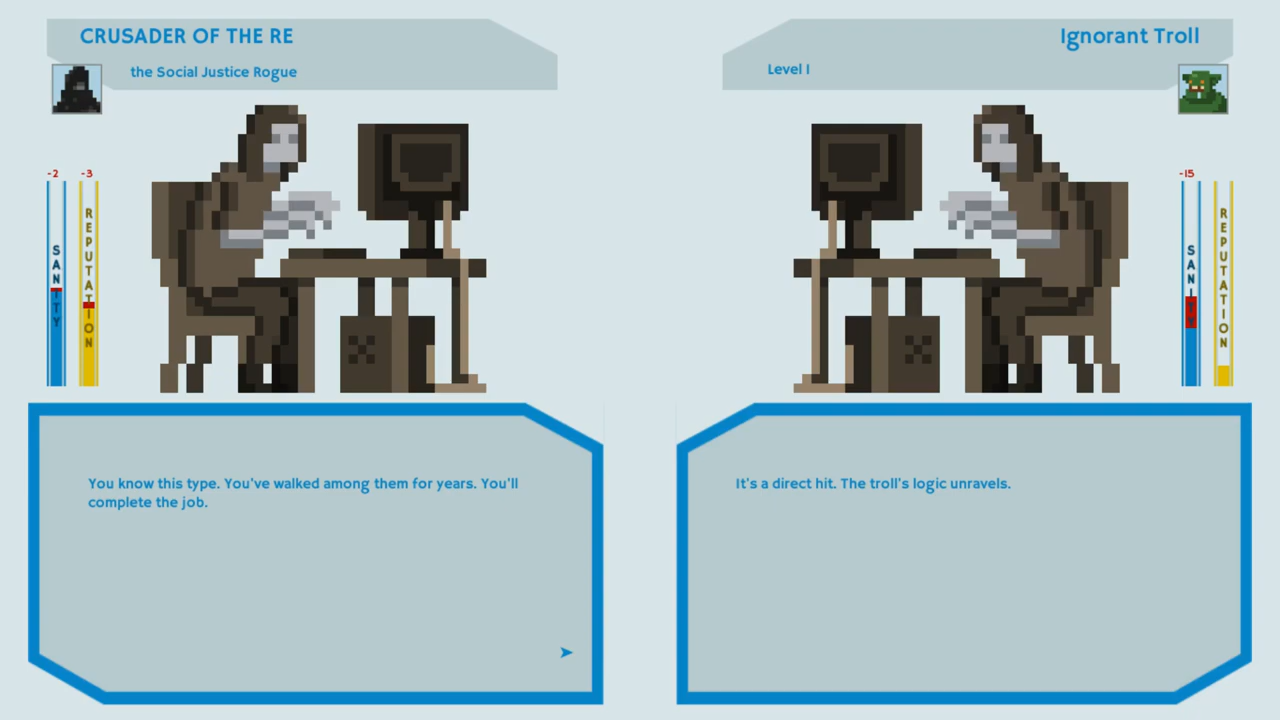 CRUSADER OF THE RE
the Social Justice Rogue
Ignorant Troll
Level 1
-2 -3
SANITY
REPUTATION
-15
SANITY
REPUTATION
You know this type. You've walked among them for years. You'll
complete the job.
It's a direct hit. The troll's logic unravels.